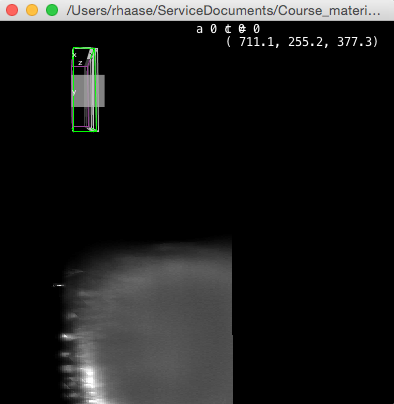 /Users/rhaase/ServiceDocuments/Course_materi...
( 711.1, 255.2, 377.3)
x
z
y